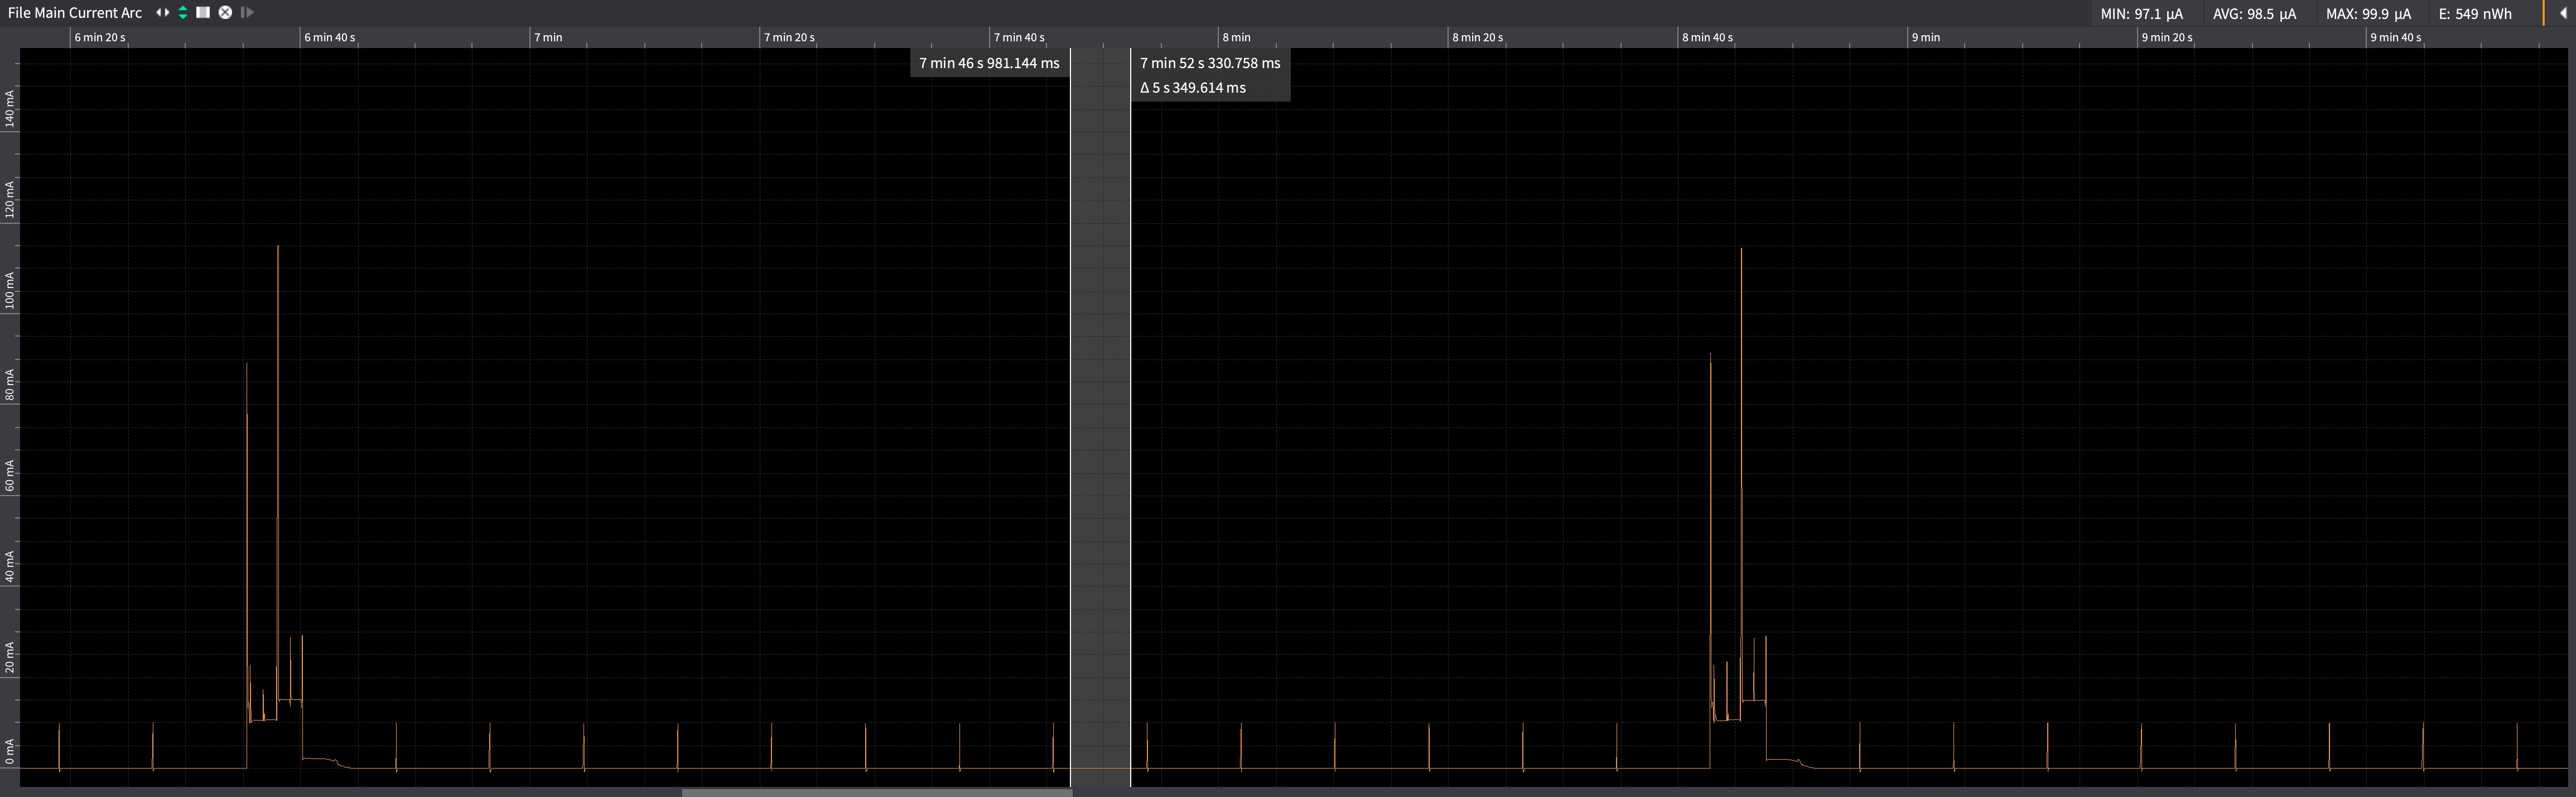 File Main Current Arc
MIN: 97.1 µA
AVG: 98.5 µA
MAX: 99.9 µA
E: 549 nWh
6 min 20 s
6 min 40 s
7 min
7 min 20 s
7 min 40 s
8 min
8 min 20 s
8 min 40 s
9 min
9 min 20 s
9 min 40 s
7 min 46 s 981.144 ms
7 min 52 s 330.758 ms
Δ 5 s 349.614 ms
140 mA
120 mA
100 mA
80 mA
60 mA
40 mA
20 mA
0 mA